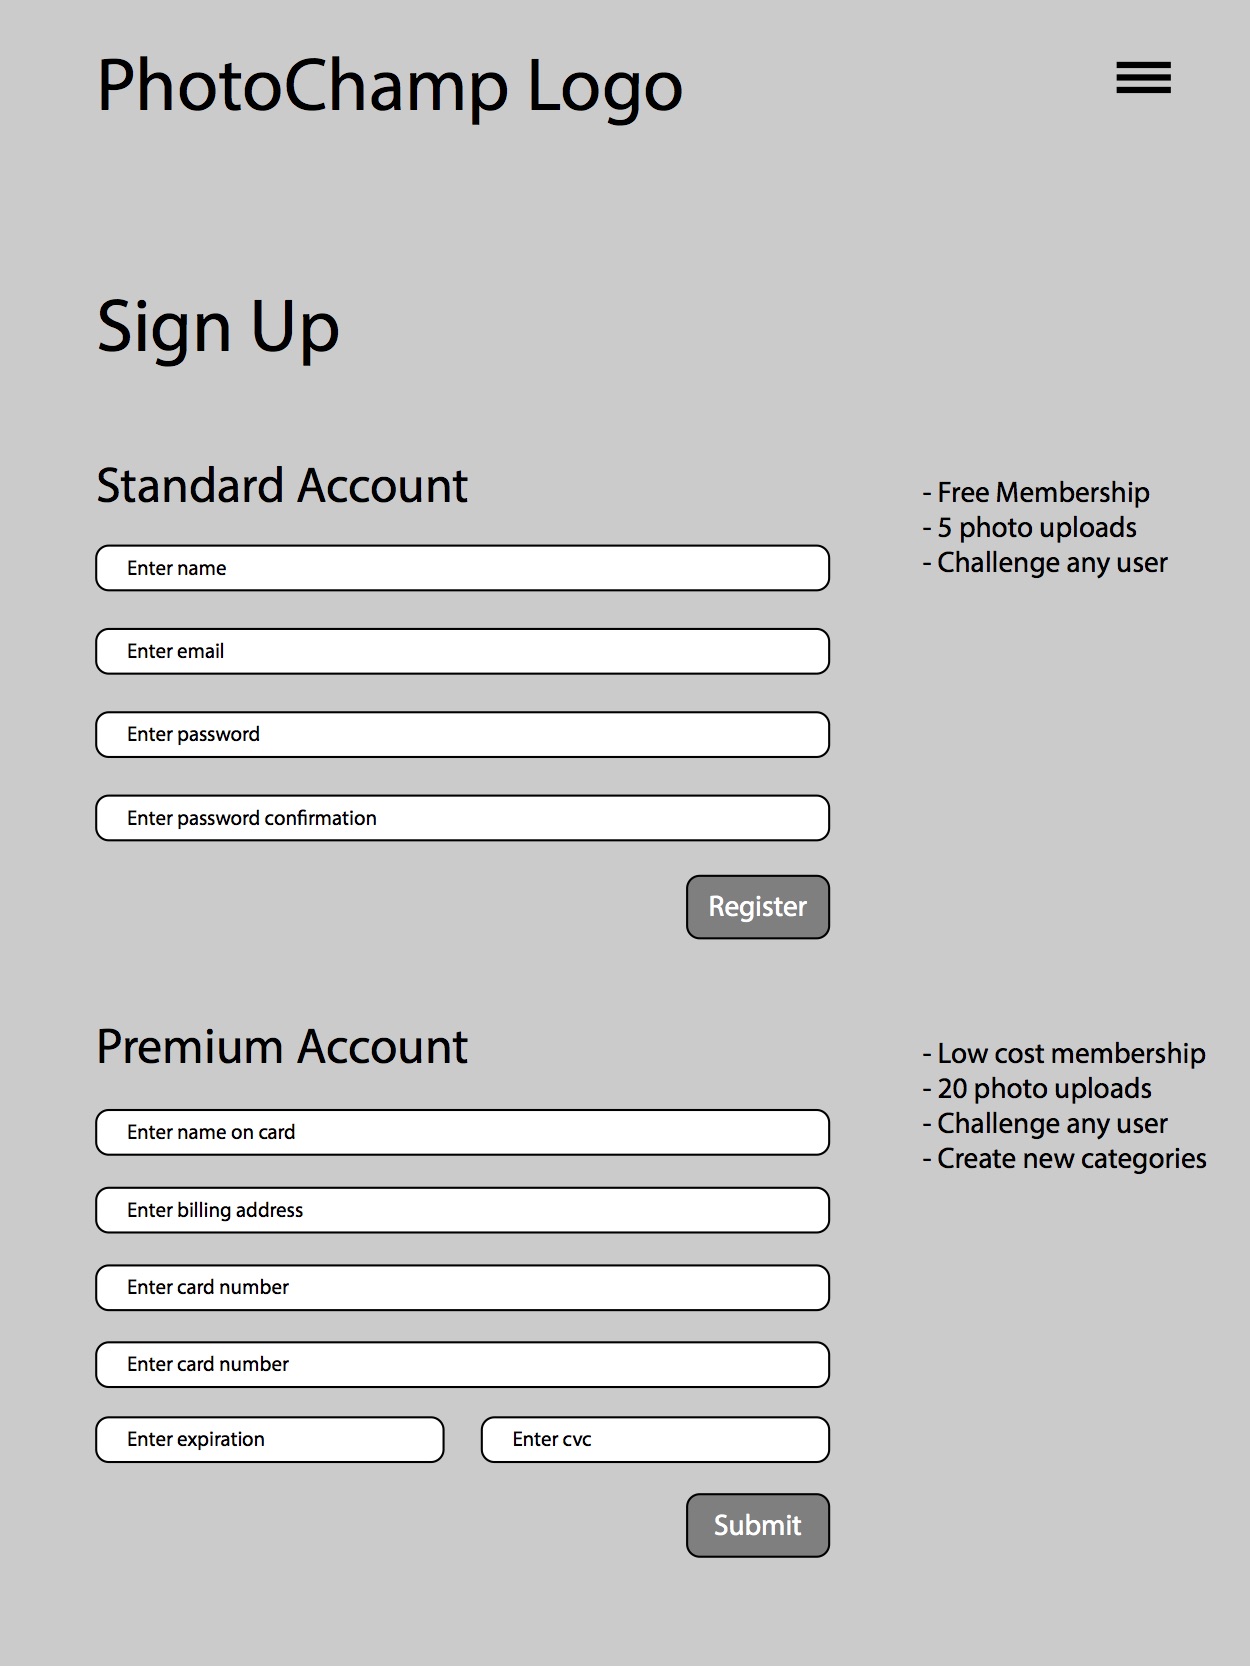 PhotoChamp Logo
Sign Up
Standard Account
- Free Membership
- 5 photo uploads
- Challenge any user
Enter name
Enter email
Enter password
Enter password confirmation
Register
Premium Account
- Low cost membership
- 20 photo uploads
- Challenge any user
- Create new categories
Enter name on card
Enter billing address
Enter card number
Enter card number
Enter expiration
Enter cvc
Submit